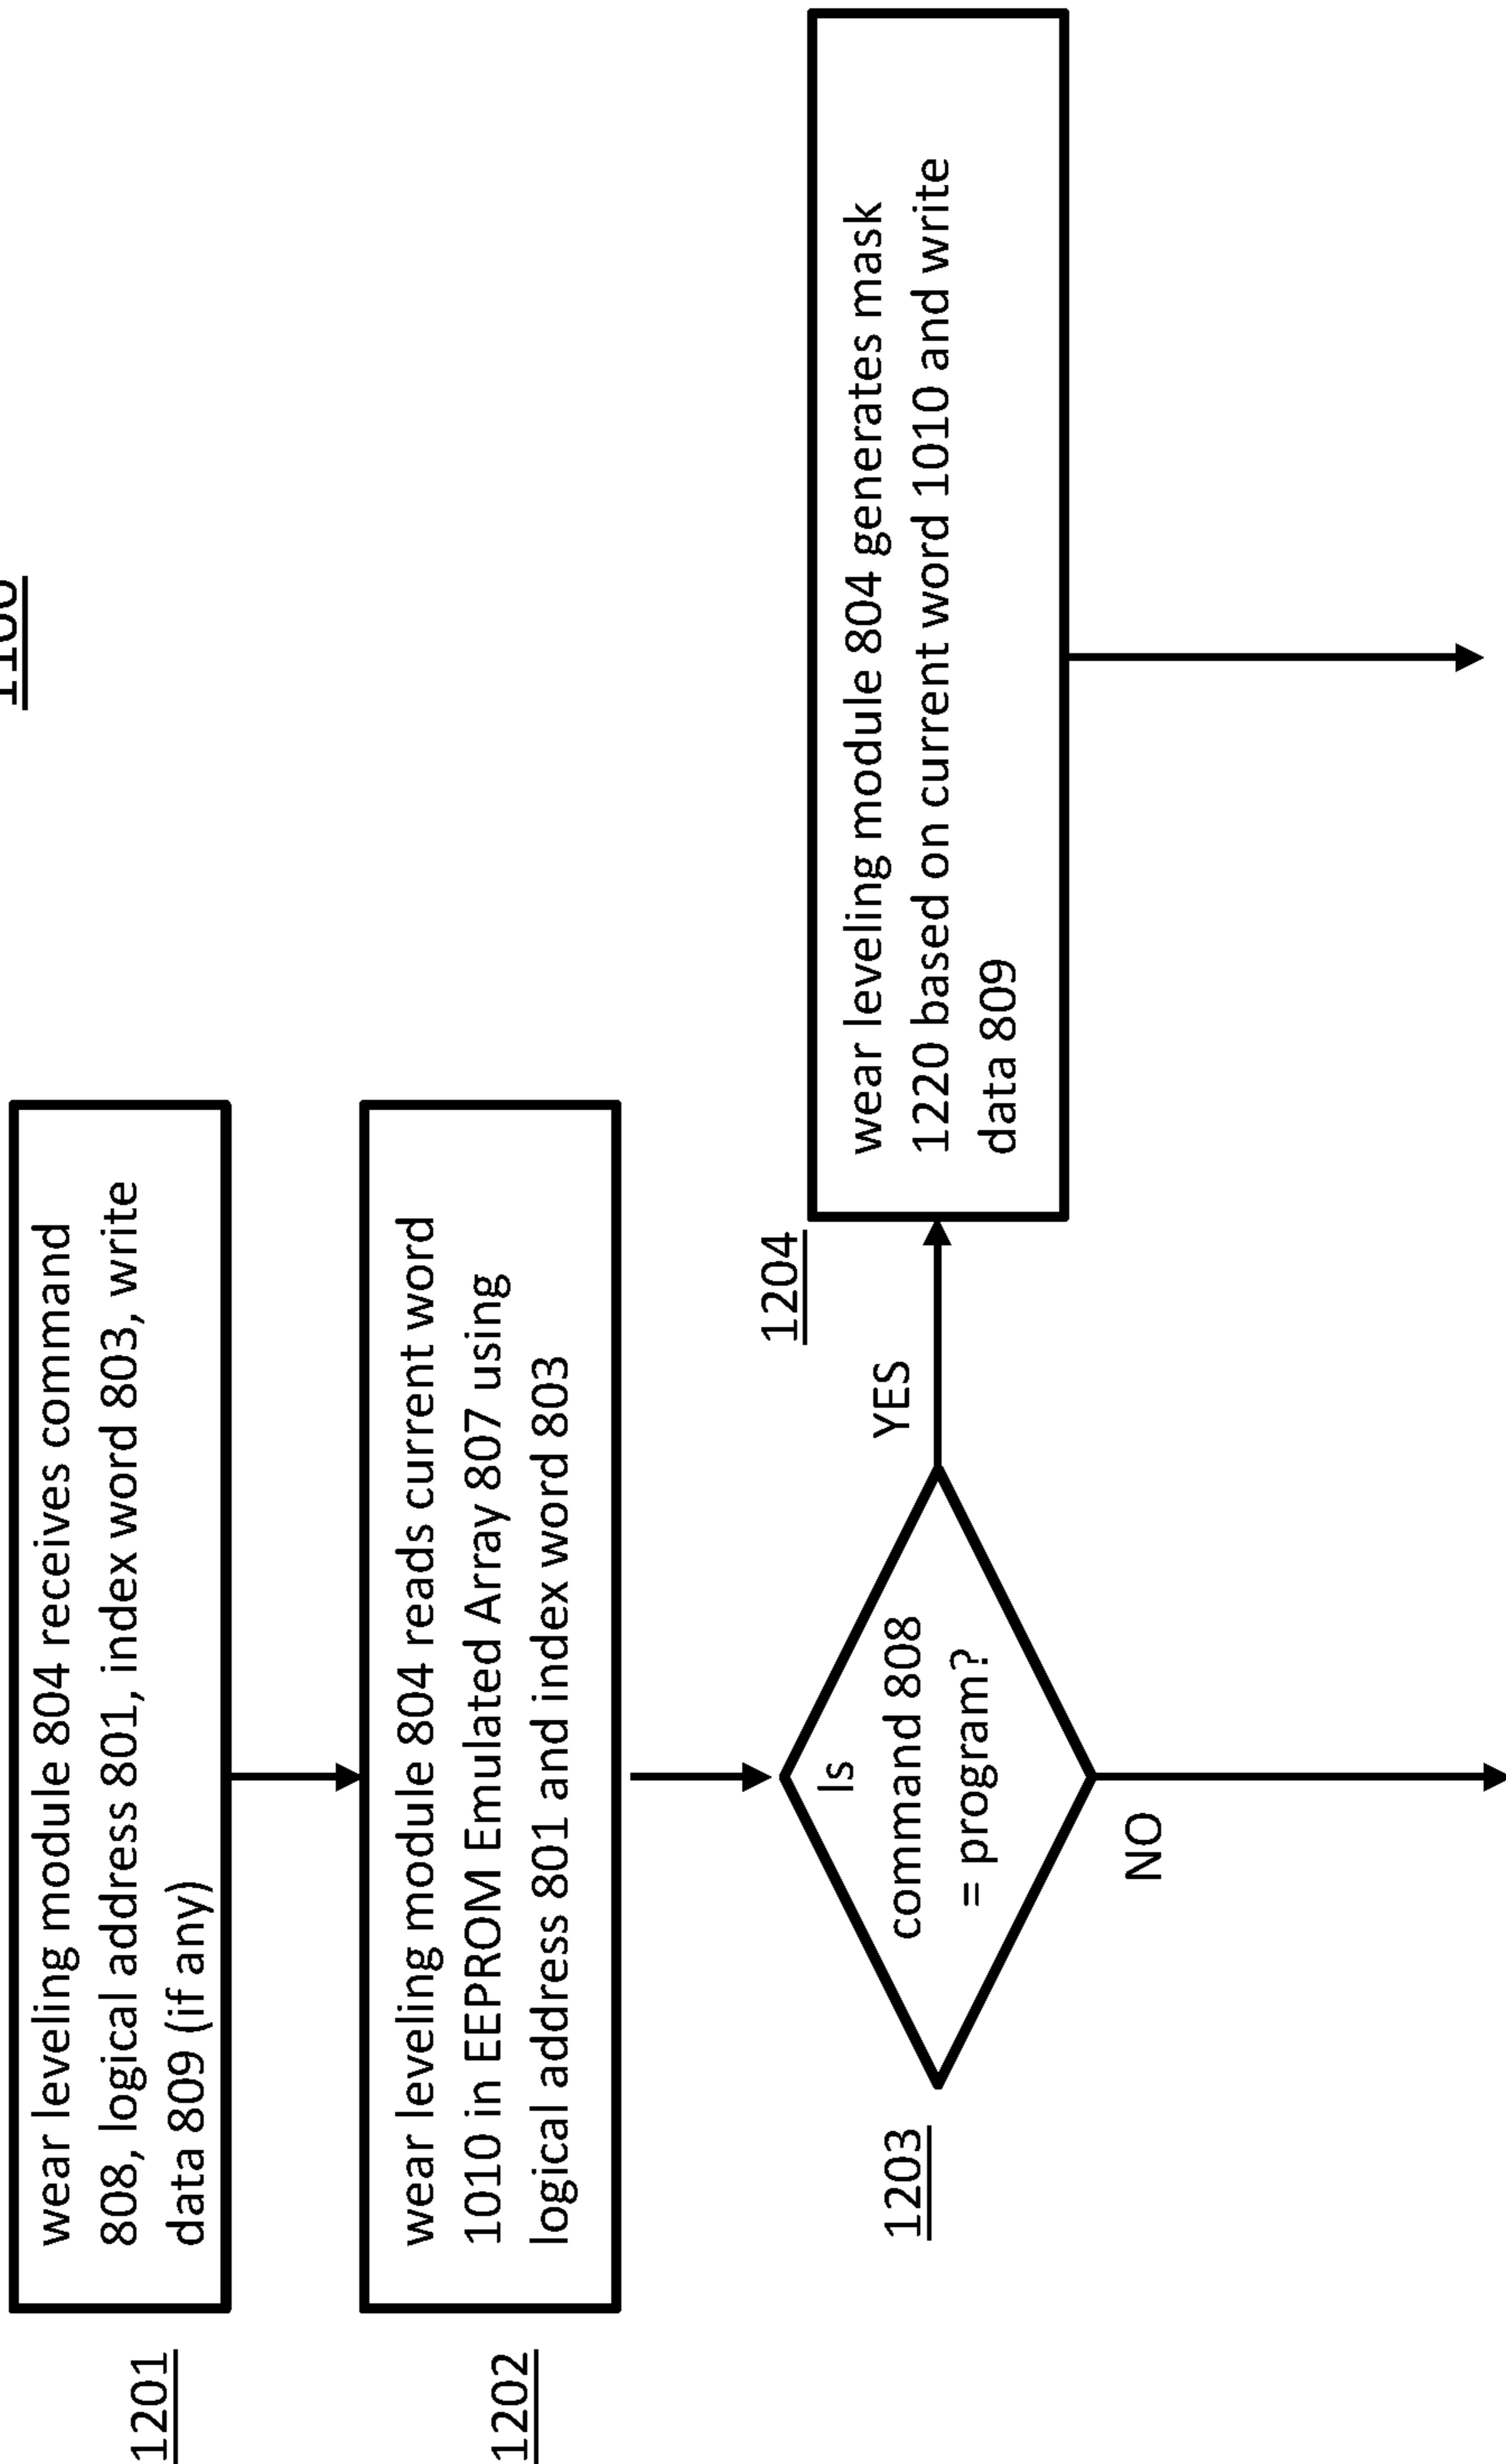 1201
wear leveling module 804 receives command
808, logical address 801, index word 803, write
data 809 (if any)
1202
wear leveling module 804 reads current word
1010 in EEPROM Emulated Array 807 using
logical address 801 and index word 803
1203
Is
command 808
= program?
YES
NO
1204
wear leveling module 804 generates mask
1220 based on current word 1010 and write
data 809